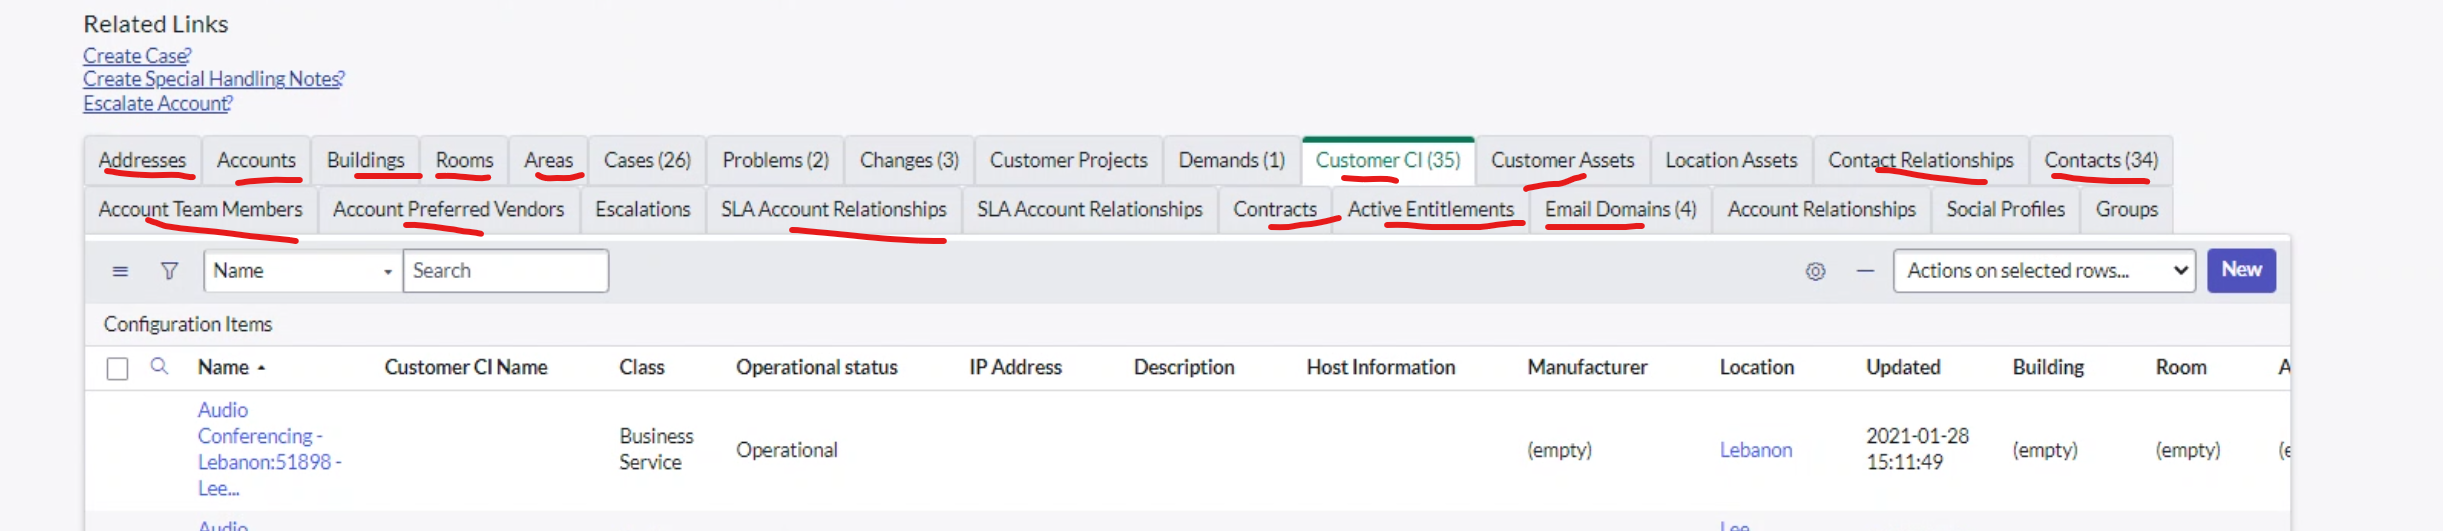 Related Links
Create Case?
Create Special Handling Notes?
Escalate Account?
Addresses Accounts Buildings Rooms Areas Cases (26) Problems (2) Changes (3) Customer Projects Demands (1) Customer CI (35) Customer Assets Location Assets Contact Relationships Contacts (34)
Account Team Members Account Preferred Vendors Escalations SLA Account Relationships SLA Account Relationships Contracts Active Entitlements Email Domains (4) Account Relationships Social Profiles Groups
Name Search Actions on selected rows... New
Configuration Items
Name Customer CI Name Class Operational status IP Address Description Host Information Manufacturer Location Updated Building Room A
Audio
Conferencing -
Lebanon:51898 -
Lee...
Business
Service
Operational
(empty)
Lebanon
2021-01-28
15:11:49
(empty)
(empty)
(e
Audio
Lee